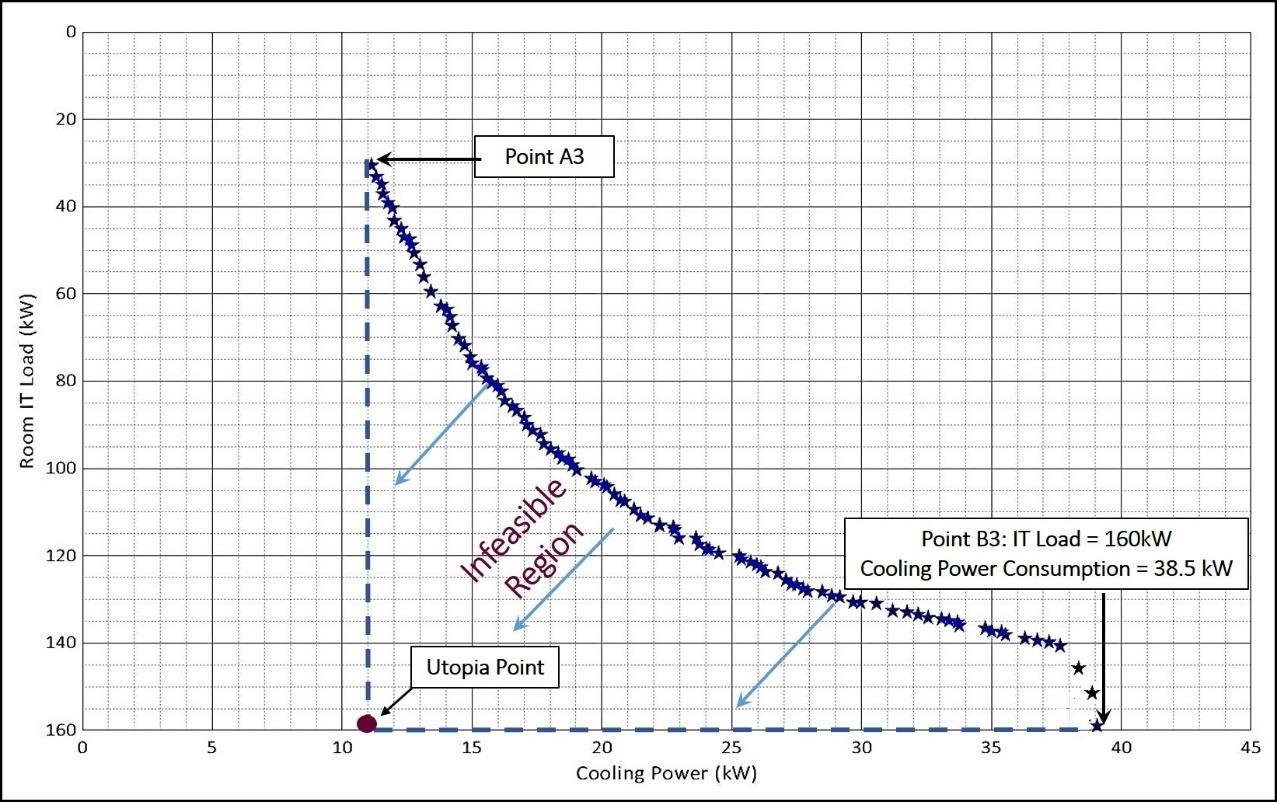 0
20
40
60
80
100
120
140
160
Room IT Load (kW)
Point A3
Infeasible
Region
Point B3: IT Load = 160kW
Cooling Power Consumption = 38.5 kW
Utopia Point
0 5 10 15 20 25 30 35 40 45
Cooling Power (kW)